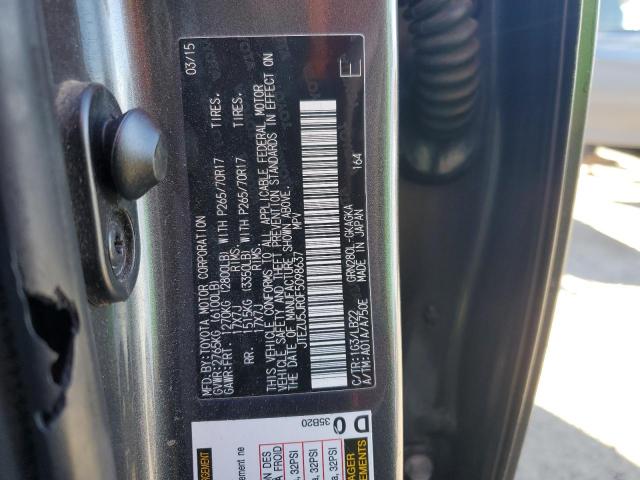 MFD.BY:TOYOTA MOTOR CORPORATION 03/15
GVWR:2765KG (6100LB)
GAWR:FRT. 1270KG (2800LB) WITH P265/70R17 TIRES.
17X7J RIMS.
RR. 1515KG (3350LB) WITH P265/70R17 TIRES.
17X7J RIMS.
THIS VEHICLE CONFORMS TO ALL APPLICABLE FEDERAL MOTOR
VEHICLE SAFETY AND THEFT PREVENTION STANDARDS IN EFFECT ON
THE DATE OF MANUFACTURE SHOWN ABOVE.
JTEZU5JR0F5098637 MPV
164
C/TR:1G3/LB22 GRN280L-GKAGKA
A/TM:A01A/A750E MADE IN JAPAN
D
35B20
32PSI
32PSI
32PSI